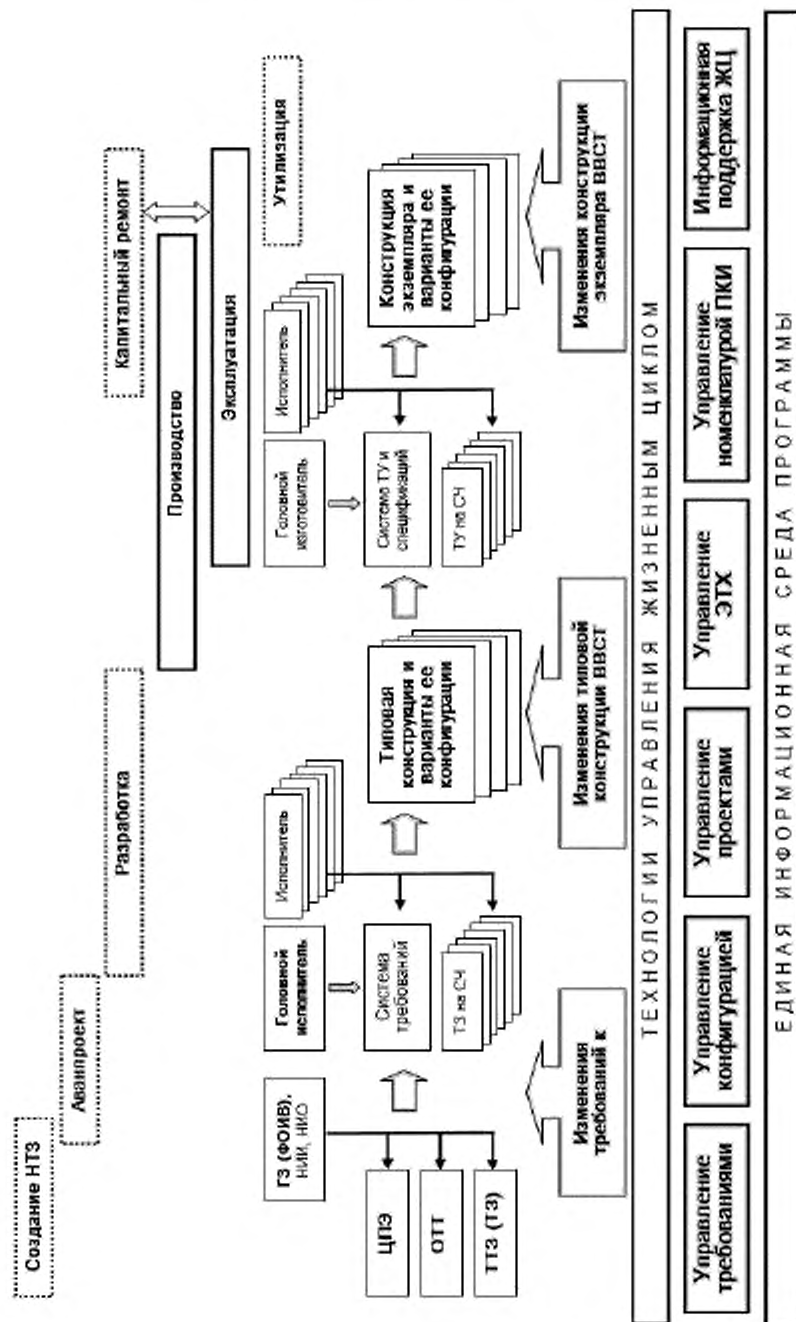 Создание НТЗ
Аванпроект
Разработка
Производство
Капитальный ремонт
Эксплуатация
Утилизация
ГЗ (ФОИВ),
НИИ, НИО
Головной
исполнитель
Исполнитель
Головной
изготовитель
Исполнитель
ЦПЭ
ОТТ
ТТЗ (ТЗ)
Система
требований
ТЗ на СЧ
Типовая
конструкция и
варианты ее
конфигурации
Система ТУ и
спецификаций
ТУ на СЧ
Конструкция
экземпляра и
варианты ее
конфигурации
Изменения
требований к
Изменения типовой
конструкции ВВСТ
Изменения конструкции
экземпляра ВВСТ
ТЕХНОЛОГИИ УПРАВЛЕНИЯ ЖИЗНЕННЫМ ЦИКЛОМ
Управление
требованиями
Управление
конфигурацией
Управление
проектами
Управление
ЭТХ
Управление
номенклатурой ПКИ
Информационная
поддержка ЖЦ
ЕДИНАЯ ИНФОРМАЦИОННАЯ СРЕДА ПРОГРАММЫ